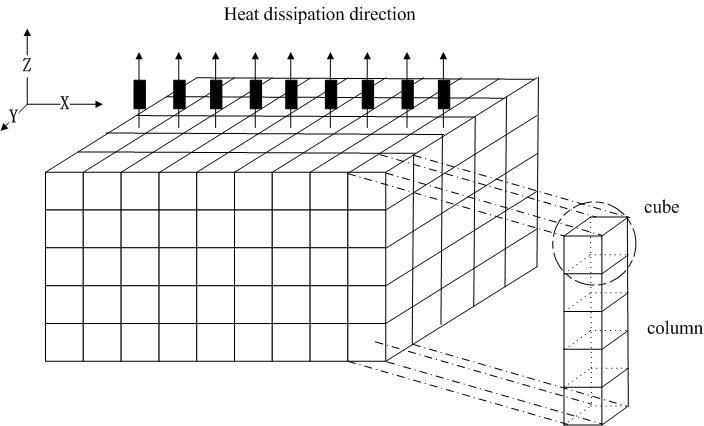 Heat dissipation direction
Z
X
Y
cube
column